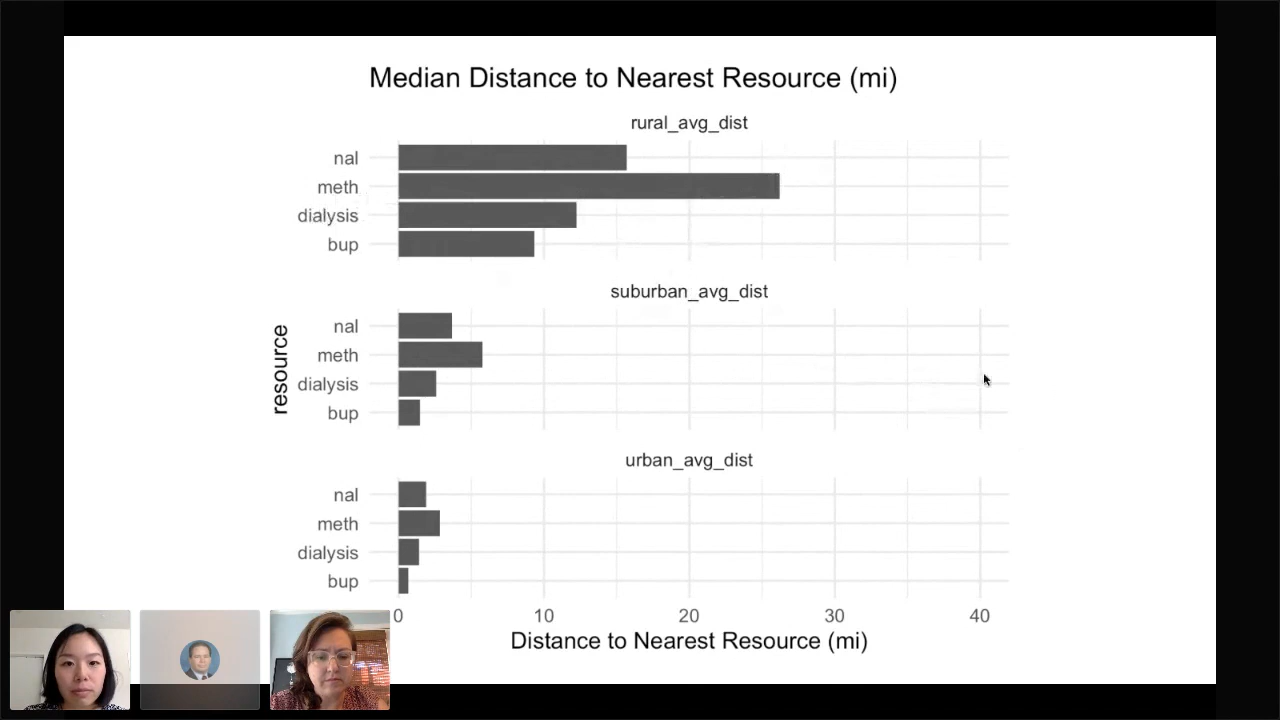 Median Distance to Nearest Resource (mi)
rural_avg_dist
nal
meth
dialysis
bup
suburban_avg_dist
nal
meth
dialysis
bup
resource
urban_avg_dist
nal
meth
dialysis
bup
0 10 20 30 40
Distance to Nearest Resource (mi)